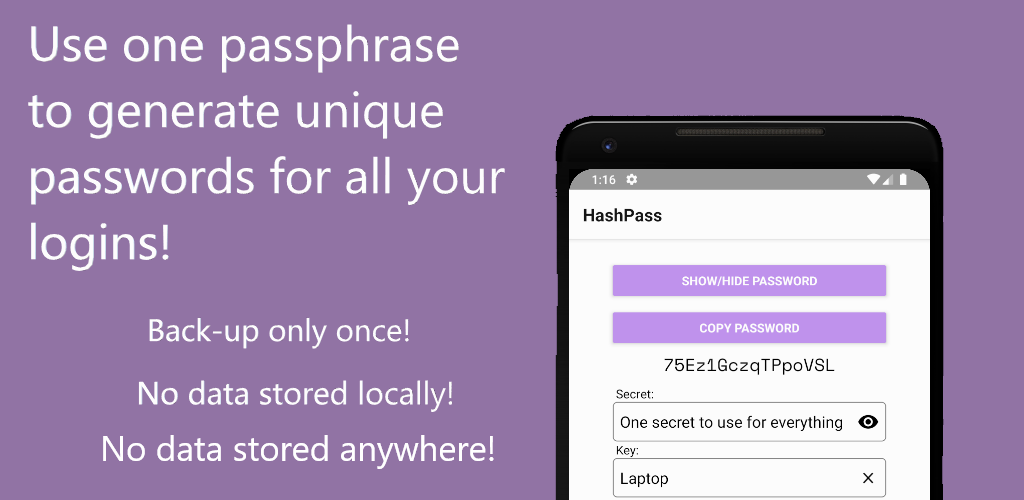 Use one passphrase
to generate unique
passwords for all your
logins!
Back-up only once!
No data stored locally!
No data stored anywhere!
1:16
HashPass
SHOW/HIDE PASSWORD
COPY PASSWORD
75Ez1GczqTPpoVSL
Secret:
One secret to use for everything
Key:
Laptop